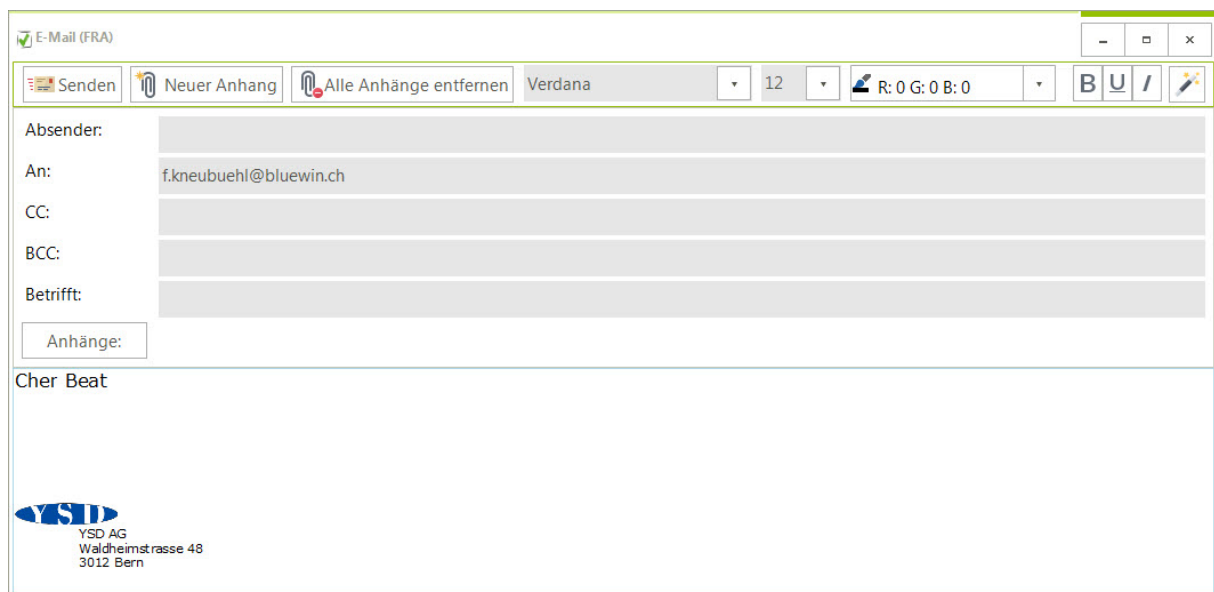 E-Mail (FRA)
Senden Neuer Anhang Alle Anhänge entfernen Verdana 12 R: 0 G: 0 B: 0 B U I
Absender:
An: f.kneubuehl@bluewin.ch
CC:
BCC:
Betrifft:
Anhänge:
Cher Beat
YSD
YSD AG
Waldheimstrasse 48
3012 Bern